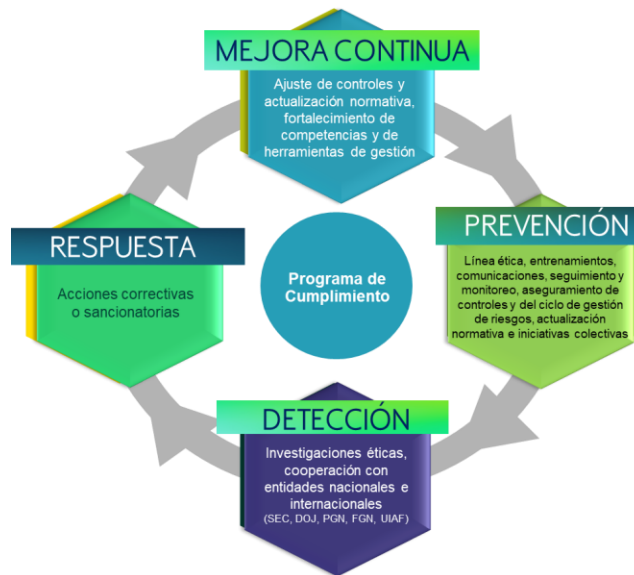 MEJORA CONTINUA
Ajuste de controles y
actualización normativa,
fortalecimiento de
competencias y de
herramientas de gestión
PREVENCIÓN
Línea ética, entrenamientos,
comunicaciones, seguimiento y
monitoreo, aseguramiento de
controles y del ciclo de gestión
de riesgos, actualización
normativa e iniciativas colectivas
RESPUESTA
Acciones correctivas
o sancionatorias
Programa de
Cumplimiento
DETECCIÓN
Investigaciones éticas,
cooperación con
entidades nacionales e
internacionales
(SEC, DOJ, PGN, FGN, UIAF)